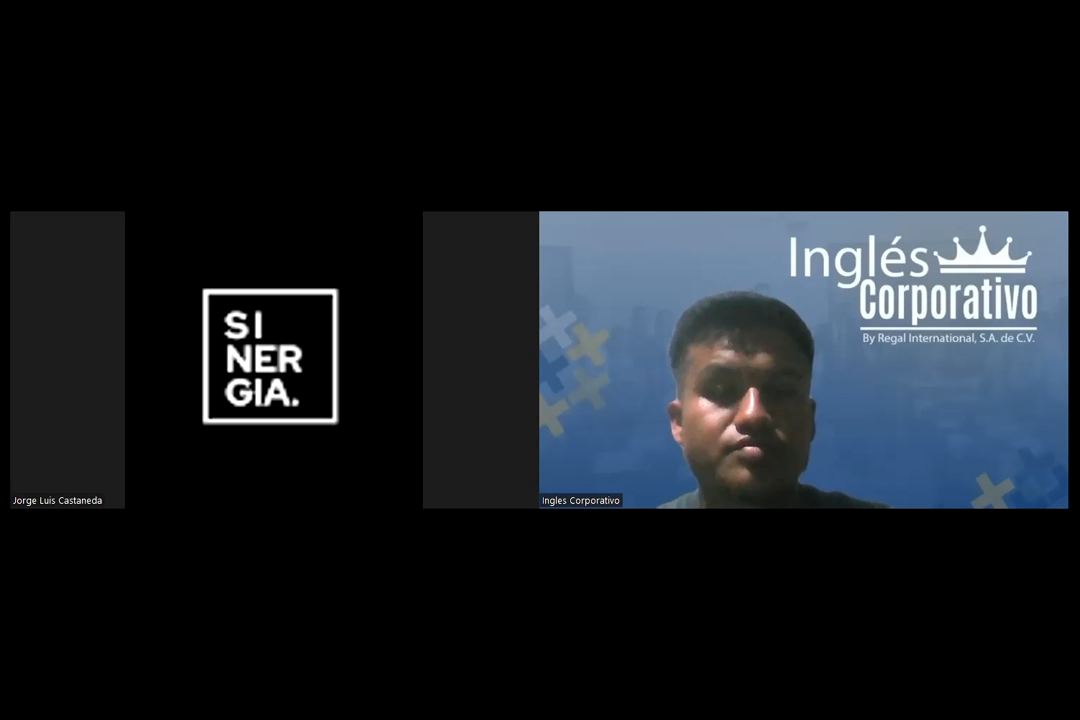 SI
NER
GIA.
Jorge Luis Castaneda
Inglés
Corporativo
By Regal International, S.A. de C.V.
Ingles Corporativo